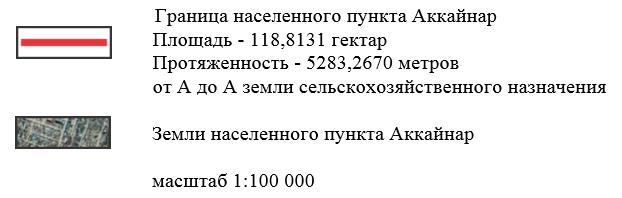 Граница населенного пункта Аккайнар
Площадь - 118,8131 гектар
Протяженность - 5283,2670 метров
от А до А земли сельскохозяйственного назначения
Земли населенного пункта Аккайнар
масштаб 1:100 000